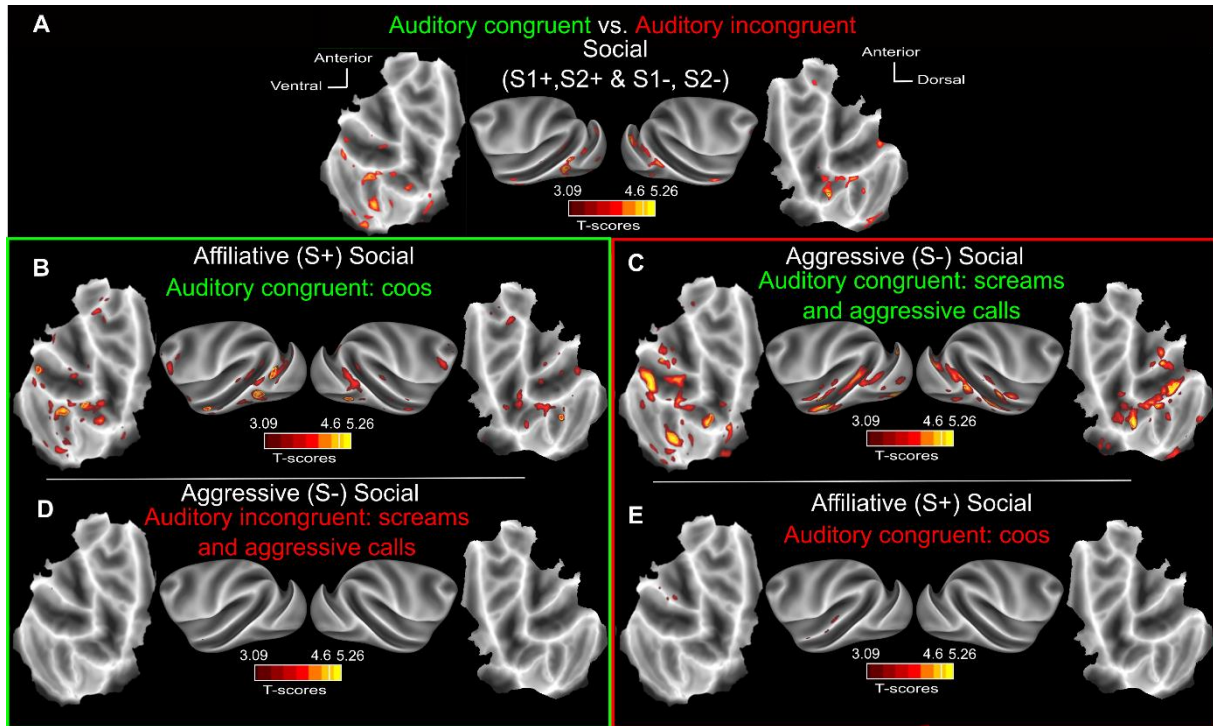 A
Auditory congruent vs. Auditory incongruent
Social
(S1+,S2+ & S1-, S2-)
Anterior
Ventral
Anterior
Dorsal
3.09 4.6 5.26
T-scores
B
Affiliative (S+) Social
Auditory congruent: coos
3.09 4.6 5.26
T-scores
C
Aggressive (S-) Social
Auditory congruent: screams
and aggressive calls
3.09 4.6 5.26
T-scores
D
Aggressive (S-) Social
Auditory incongruent: screams
and aggressive calls
3.09 4.6 5.26
T-scores
E
Affiliative (S+) Social
Auditory congruent: coos
3.09 4.6 5.26
T-scores